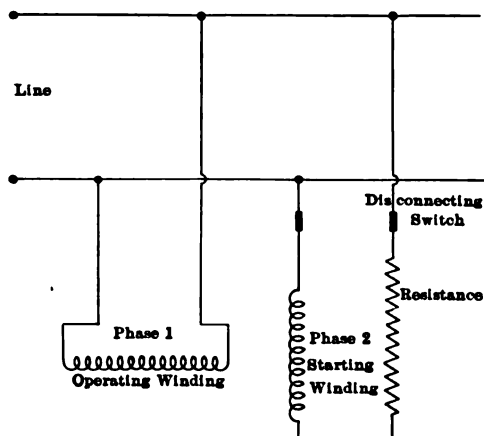 Line
Disconnecting
Switch
Resistance
Phase 1
Operating Winding
Phase 2
Starting
Winding